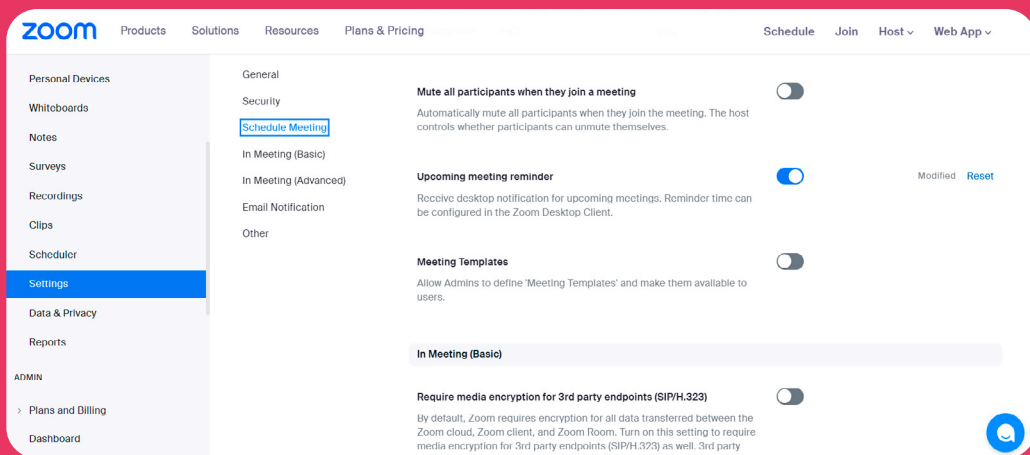 zoom
Products Solutions Resources Plans & Pricing
Schedule Join Host Web App
Personal Devices
Whiteboards
Notes
Surveys
Recordings
Clips
Scheduler
Settings
Data & Privacy
Reports
ADMIN
Plans and Billing
Dashboard
General
Security
Schedule Meeting
In Meeting (Basic)
In Meeting (Advanced)
Email Notification
Other
Mute all participants when they join a meeting
Automatically mute all participants when they join the meeting. The host
controls whether participants can unmute themselves.
Upcoming meeting reminder
Modified Reset
Receive desktop notification for upcoming meetings. Reminder time can
be configured in the Zoom Desktop Client.
Meeting Templates
Allow Admins to define 'Meeting Templates' and make them available to
users.
In Meeting (Basic)
Require media encryption for 3rd party endpoints (SIP/H.323)
By default, Zoom requires encryption for all data transferred between the
Zoom cloud, Zoom client, and Zoom Room. Turn on this setting to require
media encryption for 3rd party endpoints (SIP/H.323) as well. 3rd party